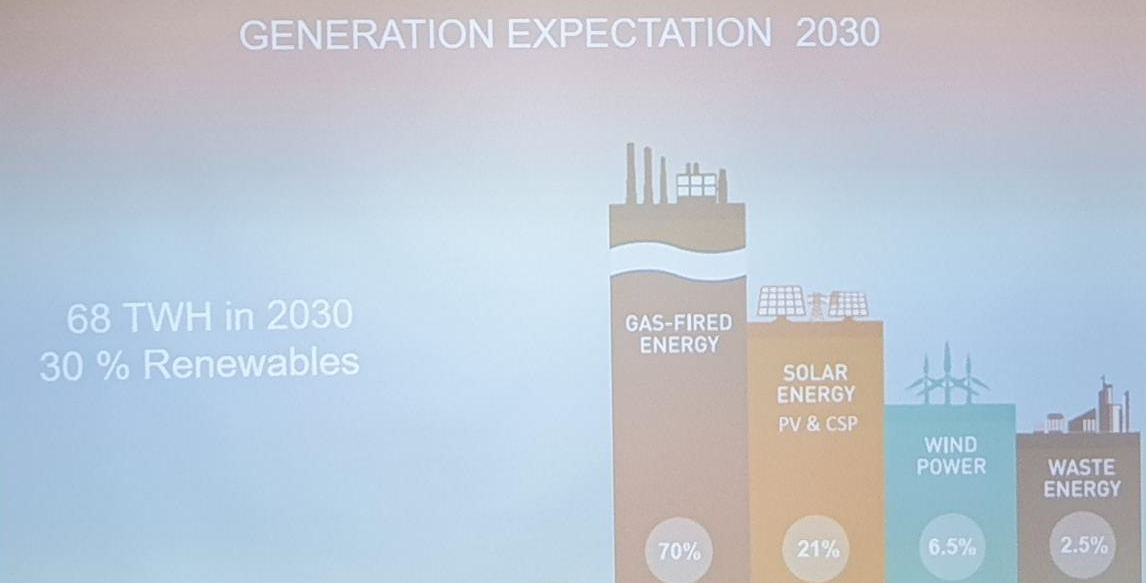 GENERATION EXPECTATION 2030
68 TWH in 2030
30 % Renewables
GAS-FIRED
ENERGY
70%
SOLAR
ENERGY
PV & CSP
21%
WIND
POWER
6.5%
WASTE
ENERGY
2.5%